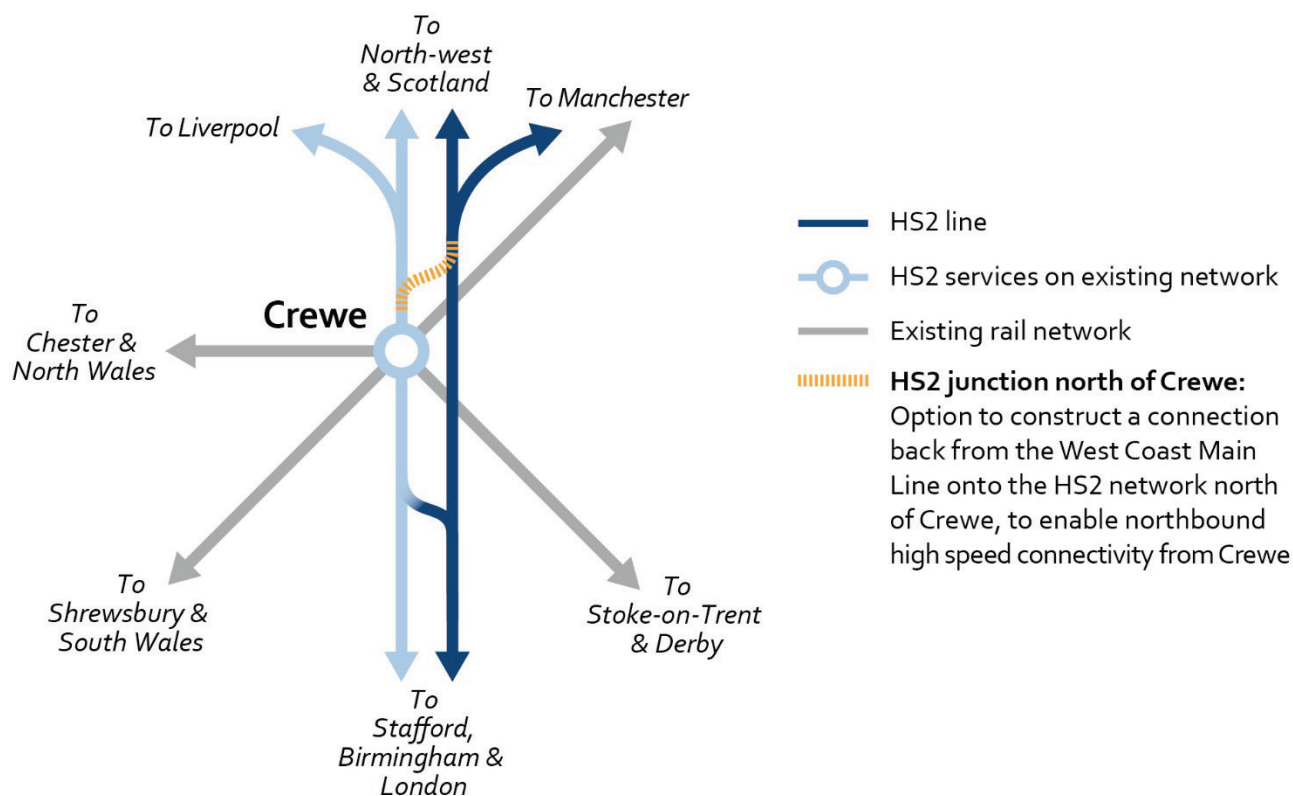 To
North-west
& Scotland
To Manchester
To Liverpool
HS2 line
HS2 services on existing network
Crewe
To
Chester &
North Wales
Existing rail network
HS2 junction north of Crewe:
Option to construct a connection
back from the West Coast Main
Line onto the HS2 network north
of Crewe, to enable northbound
high speed connectivity from Crewe
To
Shrewsbury &
South Wales
To
Stoke-on-Trent
& Derby
To
Stafford,
Birmingham &
London